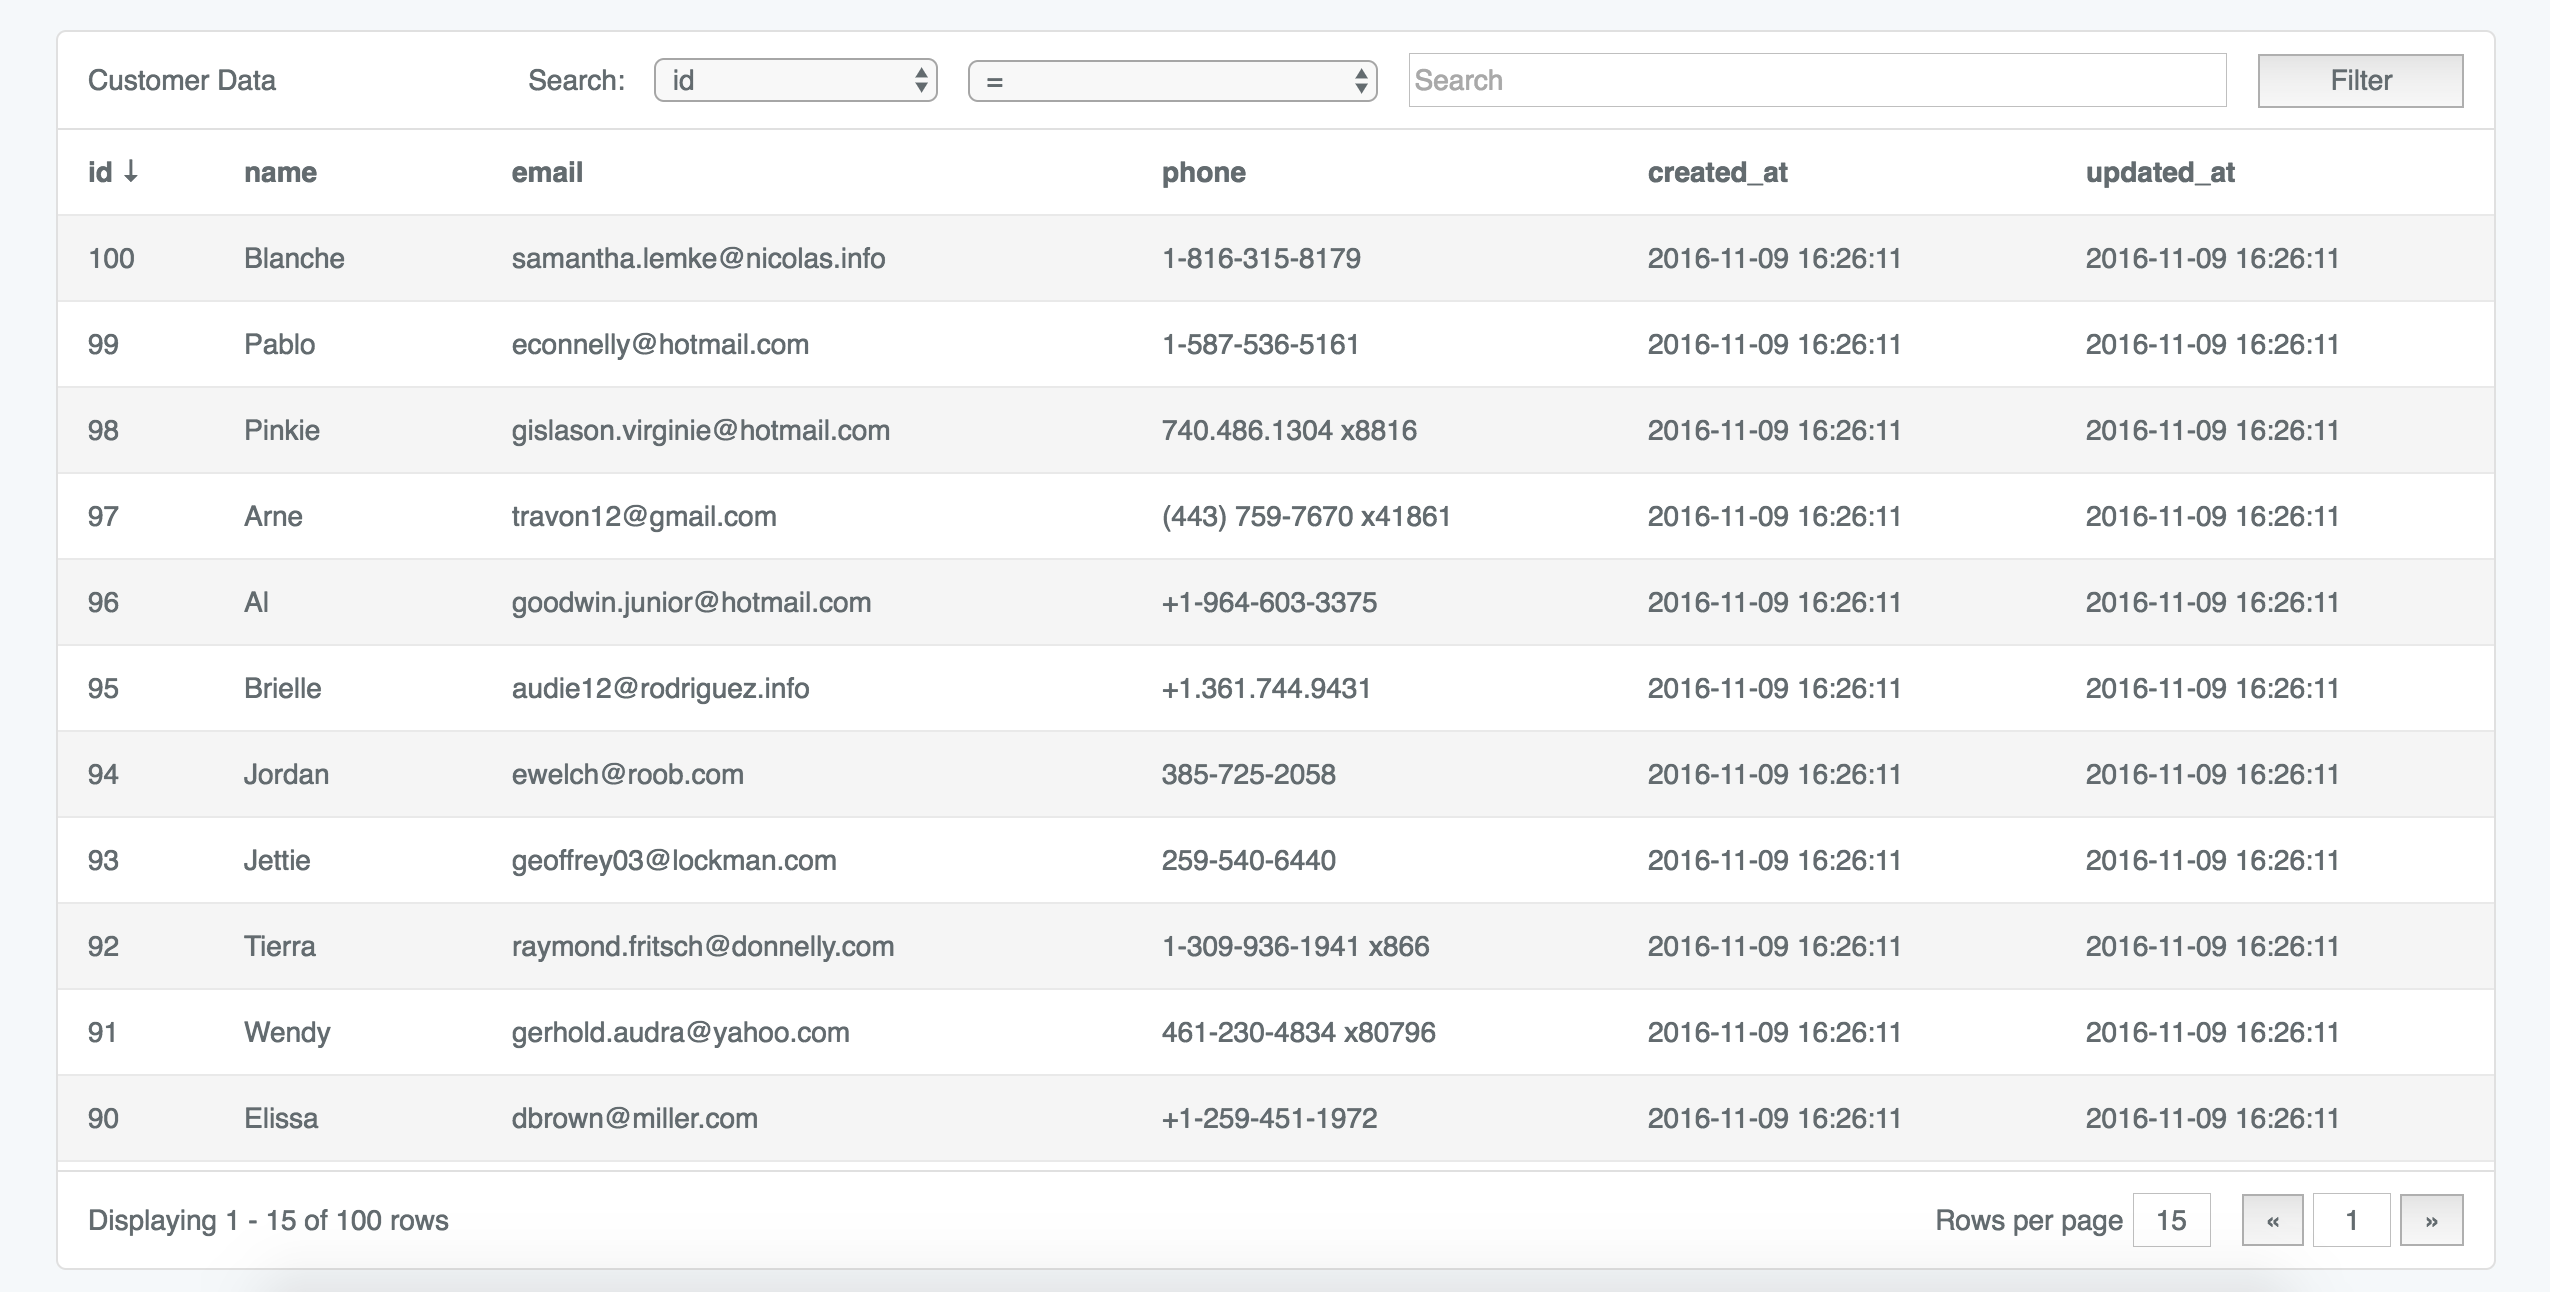 Customer Data Search: id = Search Filter
id ↓ name email phone created_at updated_at
100 Blanche samantha.lemke@nicolas.info 1-816-315-8179 2016-11-09 16:26:11 2016-11-09 16:26:11
99 Pablo econnelly@hotmail.com 1-587-536-5161 2016-11-09 16:26:11 2016-11-09 16:26:11
98 Pinkie gislason.virginie@hotmail.com 740.486.1304 x8816 2016-11-09 16:26:11 2016-11-09 16:26:11
97 Arne travon12@gmail.com (443) 759-7670 x41861 2016-11-09 16:26:11 2016-11-09 16:26:11
96 Al goodwin.junior@hotmail.com +1-964-603-3375 2016-11-09 16:26:11 2016-11-09 16:26:11
95 Brielle audie12@rodriguez.info +1.361.744.9431 2016-11-09 16:26:11 2016-11-09 16:26:11
94 Jordan ewelch@roob.com 385-725-2058 2016-11-09 16:26:11 2016-11-09 16:26:11
93 Jettie geoffrey03@lockman.com 259-540-6440 2016-11-09 16:26:11 2016-11-09 16:26:11
92 Tierra raymond.fritsch@donnelly.com 1-309-936-1941 x866 2016-11-09 16:26:11 2016-11-09 16:26:11
91 Wendy gerhold.audra@yahoo.com 461-230-4834 x80796 2016-11-09 16:26:11 2016-11-09 16:26:11
90 Elissa dbrown@miller.com +1-259-451-1972 2016-11-09 16:26:11 2016-11-09 16:26:11
Displaying 1 - 15 of 100 rows Rows per page 15 « 1 »